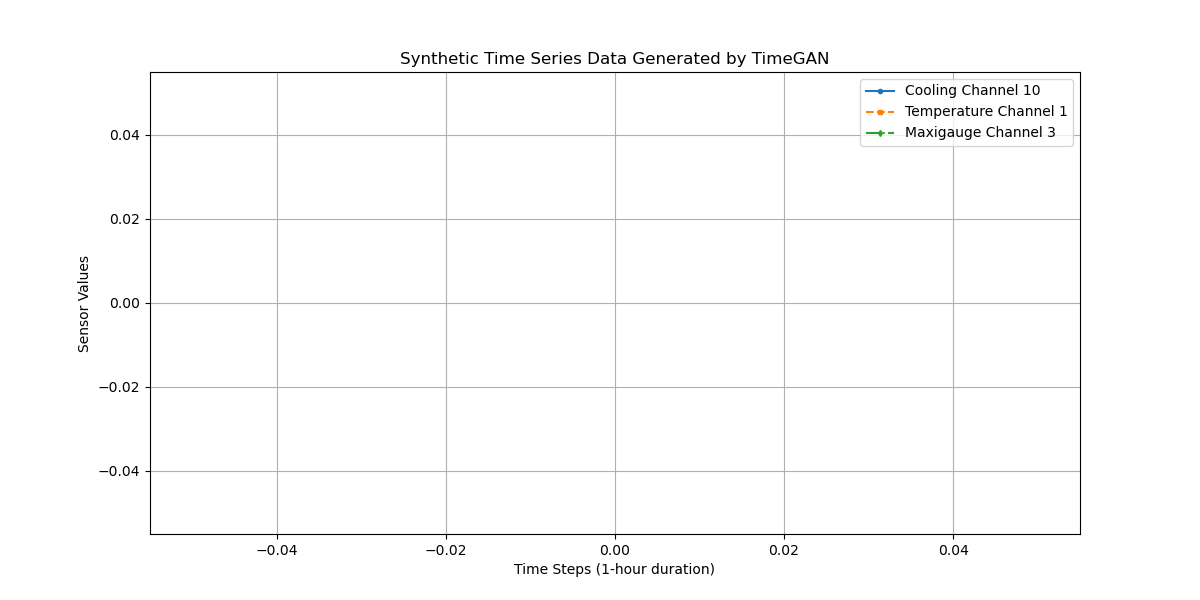 Synthetic Time Series Data Generated by TimeGAN
Cooling Channel 10
Temperature Channel 1
Maxigauge Channel 3
Sensor Values
0.04
0.02
0.00
−0.02
−0.04
−0.04 −0.02 0.00 0.02 0.04
Time Steps (1-hour duration)